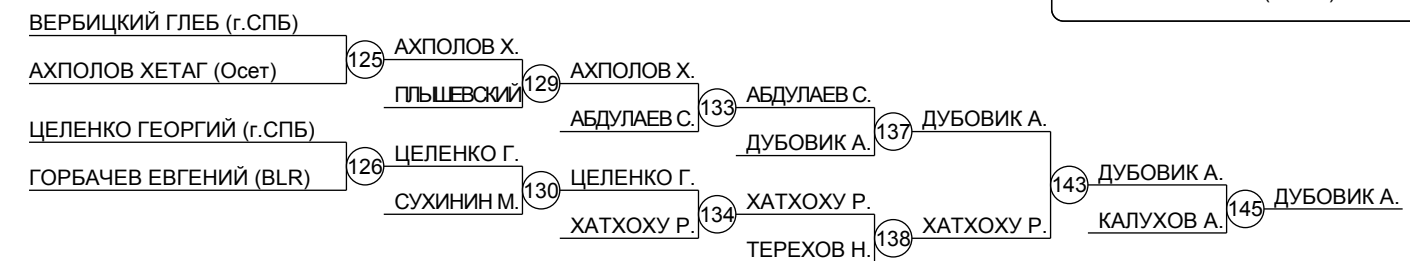 ВЕРБИЦКИЙ ГЛЕБ (г.СПБ)
125
АХПОЛОВ Х.
АХПОЛОВ ХЕТАГ (Осет)
ПЛЫШЕВСКИЙ
129
АХПОЛОВ Х.
АБДУЛАЕВ С.
133
АБДУЛАЕВ С.
ДУБОВИК А.
137
ДУБОВИК А.
ЦЕЛЕНКО ГЕОРГИЙ (г.СПБ)
126
ЦЕЛЕНКО Г.
ГОРБАЧЕВ ЕВГЕНИЙ (BLR)
СУХИНИН М.
130
ЦЕЛЕНКО Г.
ХАТХОХУ Р.
134
ХАТХОХУ Р.
ТЕРЕХОВ Н.
138
ХАТХОХУ Р.
143
ДУБОВИК А.
КАЛУХОВ А.
145
ДУБОВИК А.